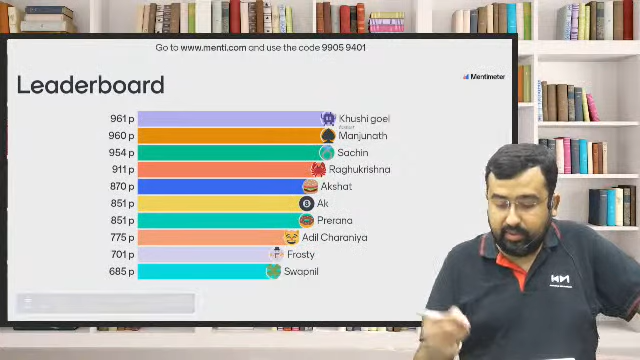 Go to www.menti.com and use the code 9905 9401
Leaderboard
Mentimeter
961 p Khushi goel
960 p Manjunath
954 p Sachin
911 p Raghukrishna
870 p Akshat
851 p Ak
851 p Prerana
775 p Adil Charaniya
701 p Frosty
685 p Swapnil